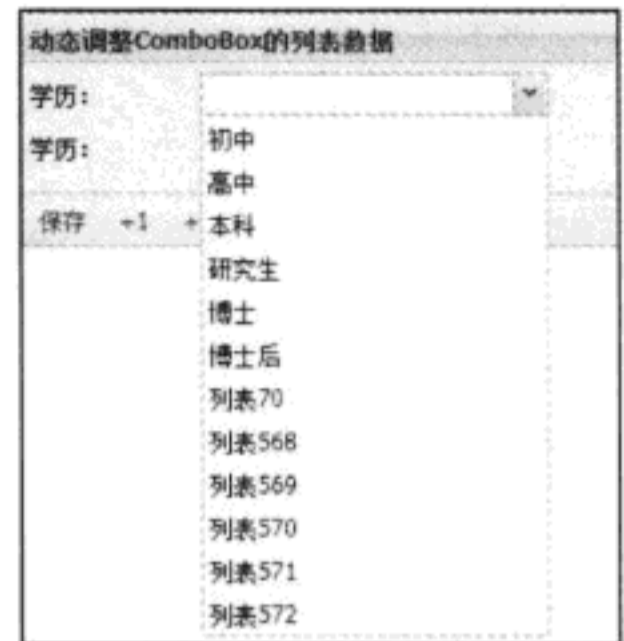 动态调整ComboBox的列表数据
学历：
学历：
保存 +1 +
初中
高中
本科
研究生
博士
博士后
列表70
列表568
列表569
列表570
列表571
列表572